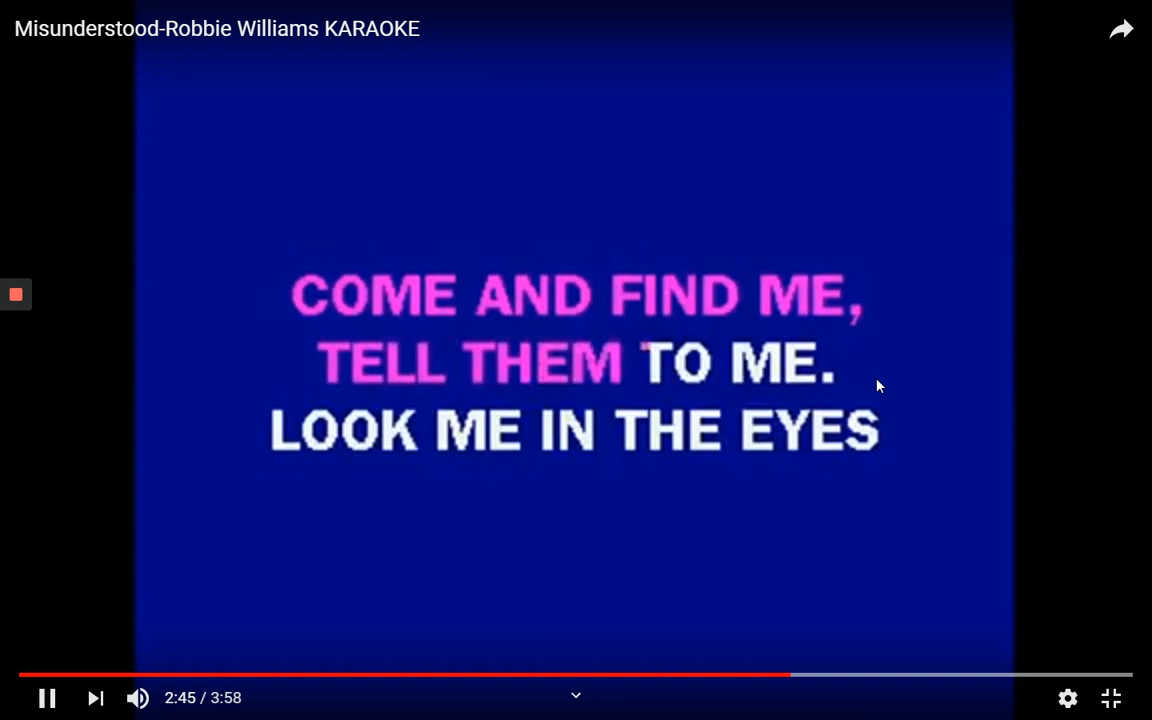 Misunderstood-Robbie Williams KARAOKE
COME AND FIND ME,
TELL THEM TO ME.
LOOK ME IN THE EYES
2:45 / 3:58